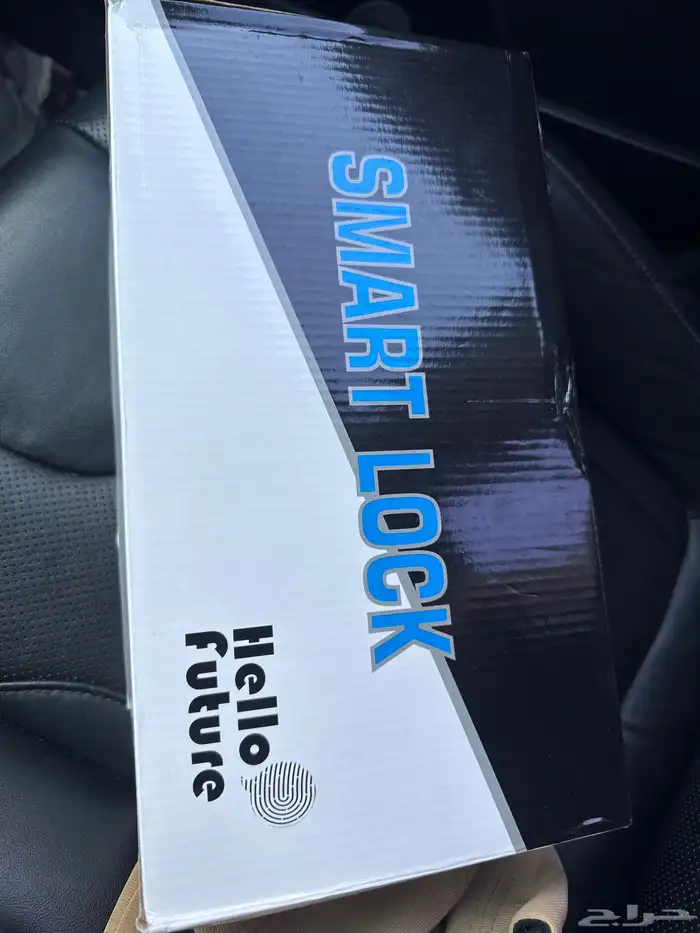 SMART LOCK
Hello
Future
حراج